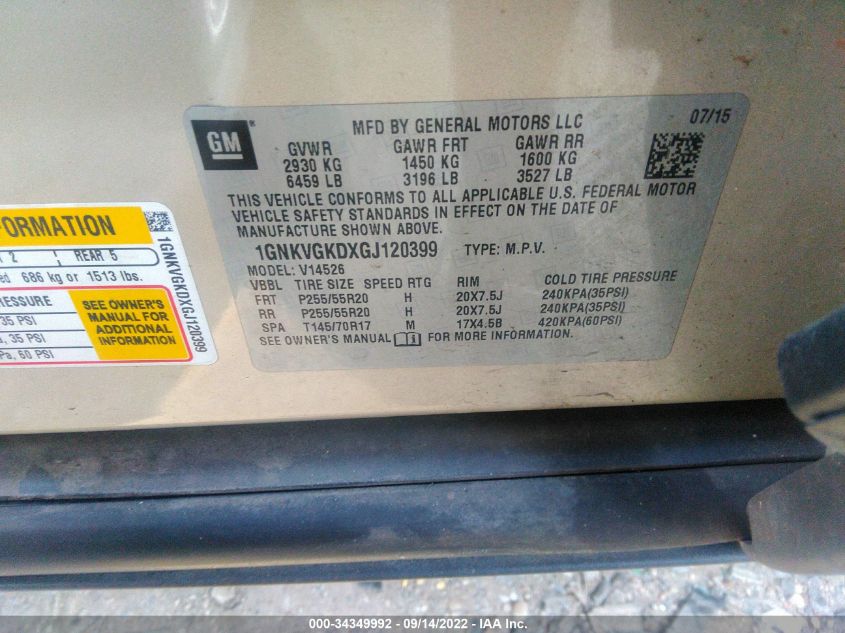 GM ®
MFD BY GENERAL MOTORS LLC 07/15
GVWR GAWR FRT GAWR RR
2930 KG 1450 KG 1600 KG
6459 LB 3196 LB 3527 LB
THIS VEHICLE CONFORMS TO ALL APPLICABLE U.S. FEDERAL MOTOR
VEHICLE SAFETY STANDARDS IN EFFECT ON THE DATE OF
MANUFACTURE SHOWN ABOVE.
1GNKVGKDXGJ120399 TYPE: M.P.V.
MODEL: V14526
VBBL TIRE SIZE SPEED RTG RIM COLD TIRE PRESSURE
FRT P255/55R20 H 20X7.5J 240KPA(35PSI)
RR P255/55R20 H 20X7.5J 240KPA(35PSI)
SPA T145/70R17 M 17X4.5B 420KPA(60PSI)
SEE OWNER'S MANUAL FOR MORE INFORMATION.
2 REAR 5
686 kg or 1513 lbs.
35 PSI
35 PSI
60 PSI
SEE OWNER'S
MANUAL FOR
ADDITIONAL
INFORMATION
1GNKVGKDXGJ120399
000-34349992 - 09/14/2022 - IAA Inc.